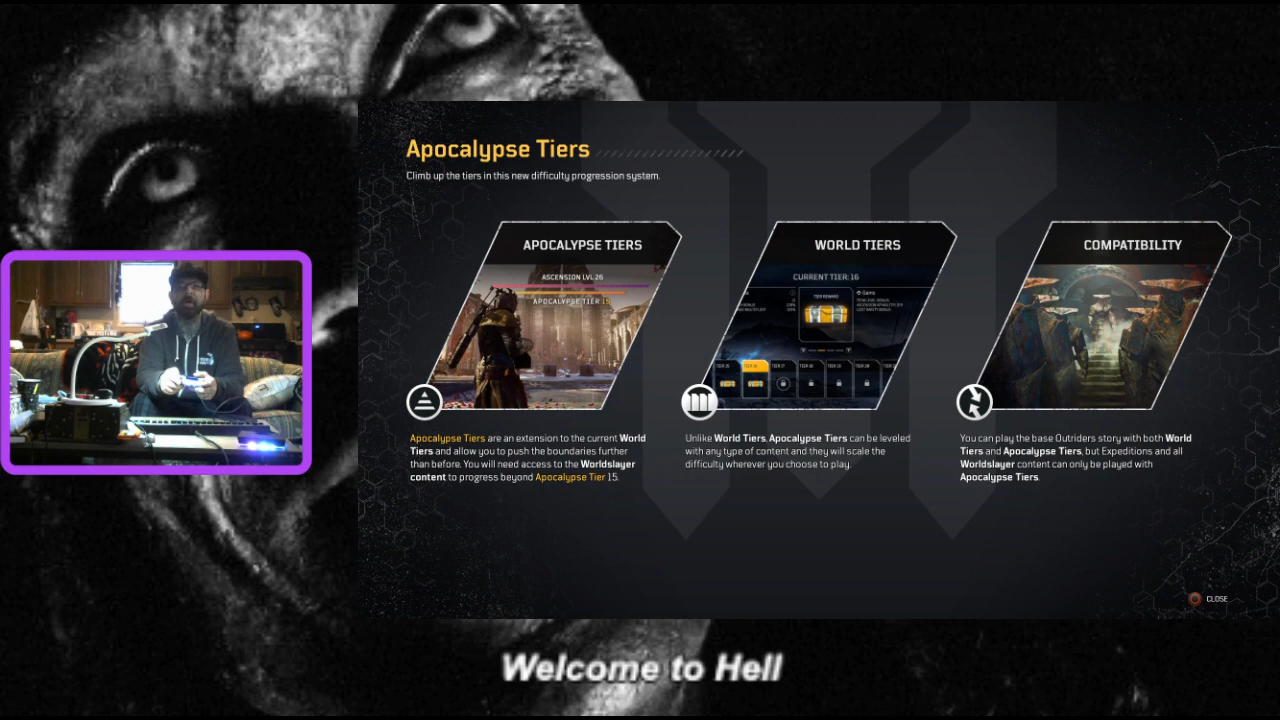 Apocalypse Tiers
Climb up the tiers in this new difficulty progression system.
APOCALYPSE TIERS
ASCENSION LVL 26
APOCALYPSE TIER 15
Apocalypse Tiers are an extension to the current World
Tiers and allow you to push the boundaries further
than before. You will need access to the Worldslayer
content to progress beyond Apocalypse Tier 15.
WORLD TIERS
CURRENT TIER: 16
TIER REWARD
Unlike World Tiers, Apocalypse Tiers can be leveled
with any type of content and they will scale the
difficulty wherever you choose to play.
COMPATIBILITY
You can play the base Outriders story with both World
Tiers and Apocalypse Tiers, but Expeditions and all
Worldslayer content can only be played with
Apocalypse Tiers.
CLOSE
Welcome to Hell